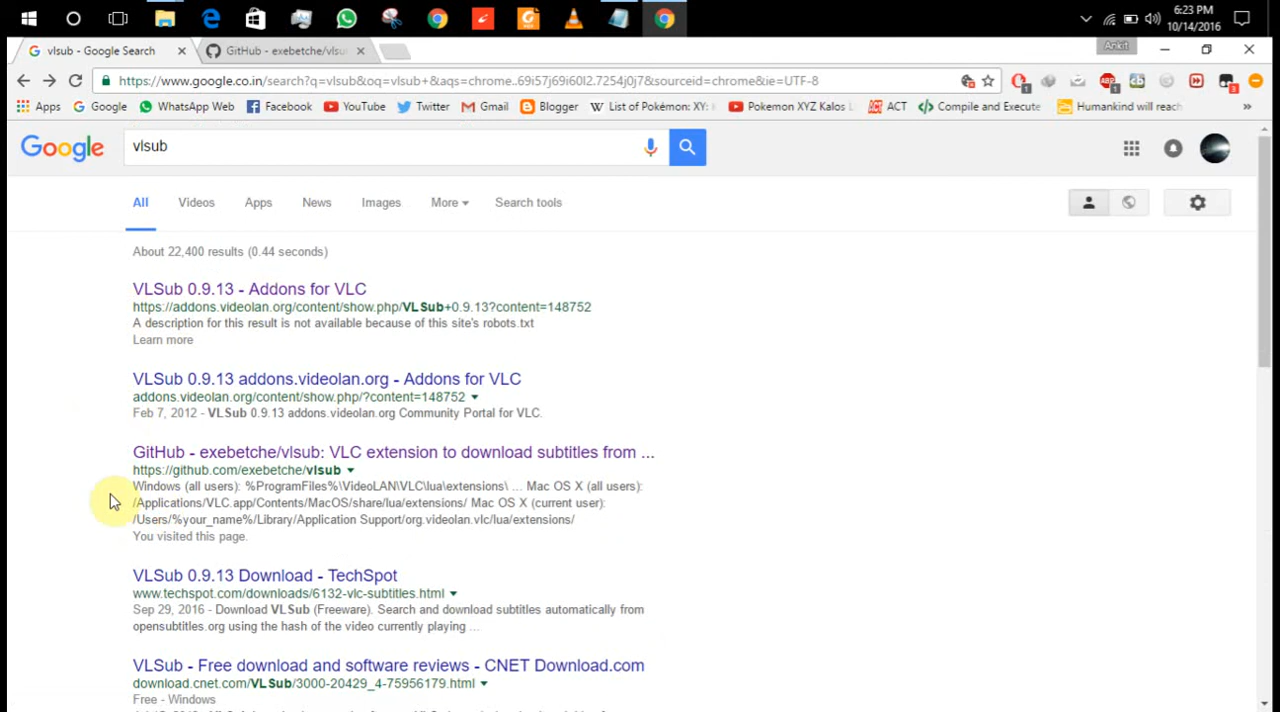 6:23 PM
10/14/2016
vlsub - Google Search
GitHub - exebetche/vlsu
Ankit
https://www.google.co.in/search?q=vlsub&oq=vlsub+&aqs=chrome..69i57j69i60l2.7254j0j7&sourceid=chrome&ie=UTF-8
Apps Google WhatsApp Web Facebook YouTube Twitter Gmail Blogger List of Pokémon: XY: Pokemon XYZ Kalos ACT Compile and Execute Humankind will reach »
Google vlsub
All Videos Apps News Images More Search tools
About 22,400 results (0.44 seconds)
VLSub 0.9.13 - Addons for VLC
https://addons.videolan.org/content/show.php/VLSub+0.9.13?content=148752
A description for this result is not available because of this site's robots.txt
Learn more
VLSub 0.9.13 addons.videolan.org - Addons for VLC
addons.videolan.org/content/show.php/?content=148752
Feb 7, 2012 - VLSub 0.9.13 addons.videolan.org Community Portal for VLC.
GitHub - exebetche/vlsub: VLC extension to download subtitles from ...
https://github.com/exebetche/vlsub
Windows (all users): %ProgramFiles%\VideoLAN\VLC\lua\extensions\ ... Mac OS X (all users):
/Applications/VLC.app/Contents/MacOS/share/lua/extensions/ Mac OS X (current user):
/Users/%your_name%/Library/Application Support/org.videolan.vlc/lua/extensions/
You visited this page.
VLSub 0.9.13 Download - TechSpot
www.techspot.com/downloads/6132-vlc-subtitles.html
Sep 29, 2016 - Download VLSub (Freeware). Search and download subtitles automatically from
opensubtitles.org using the hash of the video currently playing ...
VLSub - Free download and software reviews - CNET Download.com
download.cnet.com/VLSub/3000-20429_4-75956179.html
Free - Windows